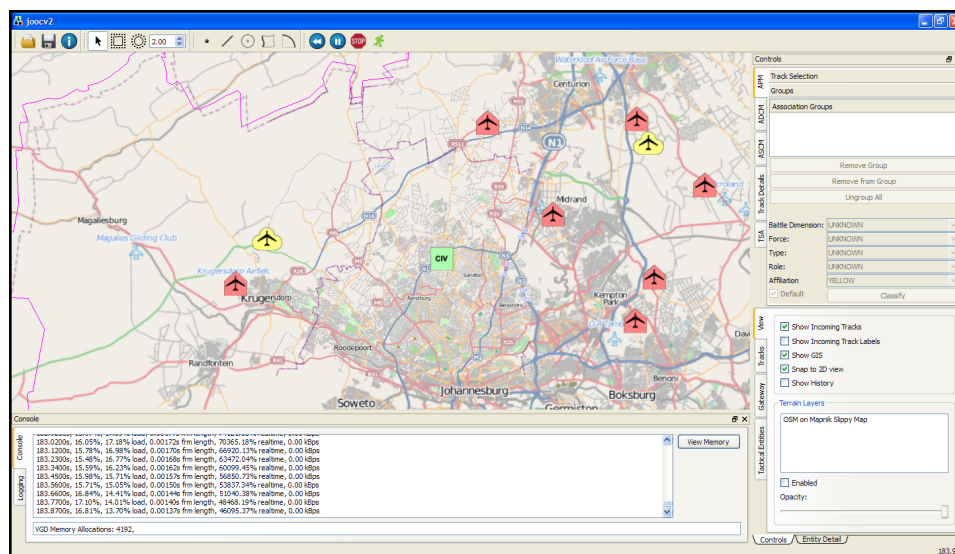 joocv2
2.00
STOP
Waterkloof Air Force Base
Centurion
R55
N14
R511
N1
Midrand
R55
Magaliesburg
Magalies Gliding Club
N14
CIV
Krugersdorp Airfield
R28
Krugersdorp
Sandton
Randburg
Alexandra
Kempton
Park
Roodepoort
R41
R25
R41
Randfontein
Johannesburg
Benoni
Soweto
Boksburg
Germiston
Controls
APM
ADCM
ASCM
Track Details
TSA
Track Selection
Groups
Association Groups
Remove Group
Remove from Group
Ungroup All
Battle Dimension: UNKNOWN
Force: UNKNOWN
Type: UNKNOWN
Role: UNKNOWN
Affiliation YELLOW
Default Classify
View
Tracks
Gateway
Tactical Entities
Show Incoming Tracks
Show Incoming Track Labels
Show GIS
Snap to 2D view
Show History
Terrain Layers
OSM on Mapnik Slippy Map
Enabled
Opacity:
Controls Entity Detail
Console
Console
Logging
183.0200s, 16.05%, 17.18% load, 0.00172s frm length, 70365.18% realtime, 0.00 kBps
183.1200s, 15.78%, 16.98% load, 0.00170s frm length, 66920.13% realtime, 0.00 kBps
183.2300s, 15.48%, 16.77% load, 0.00168s frm length, 63472.04% realtime, 0.00 kBps
183.3400s, 15.59%, 16.23% load, 0.00162s frm length, 60099.45% realtime, 0.00 kBps
183.4500s, 15.98%, 15.71% load, 0.00157s frm length, 56850.73% realtime, 0.00 kBps
183.5600s, 15.71%, 15.05% load, 0.00150s frm length, 53837.34% realtime, 0.00 kBps
183.6600s, 16.84%, 14.41% load, 0.00144s frm length, 51040.38% realtime, 0.00 kBps
183.7700s, 17.10%, 14.01% load, 0.00140s frm length, 48468.19% realtime, 0.00 kBps
183.8700s, 16.81%, 13.70% load, 0.00137s frm length, 46095.37% realtime, 0.00 kBps
View Memory
VGD Memory Allocations: 4192,
183.9